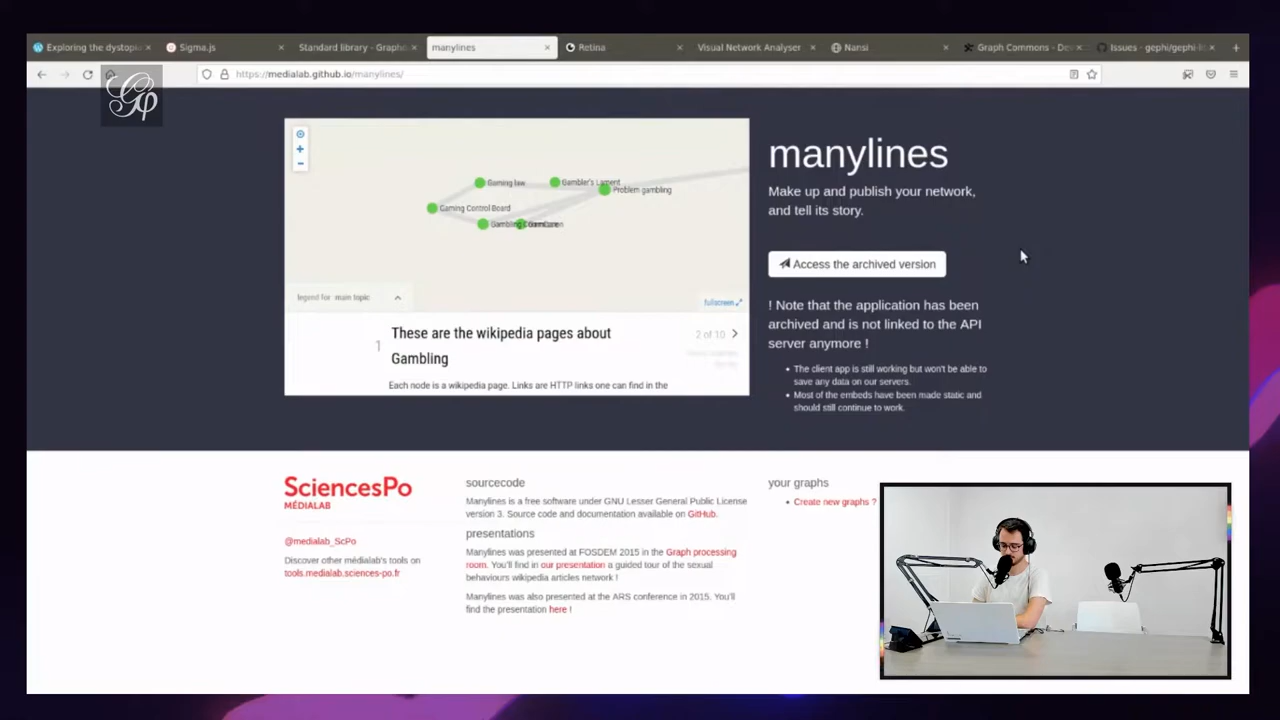 Exploring the dystopi
Sigma.js
Standard library - Graph
manylines
Retina
Visual Network Analyser
Nansi
Graph Commons - De
Issues · gephi/gephi-l
https://medialab.github.io/manylines/
Gaming law
Gambler's Lament
Problem gambling
Gaming Control Board
legend for main topic
fullscreen
1
These are the wikipedia pages about
Gambling
2 of 10
Each node is a wikipedia page. Links are HTTP links one can find in the
manylines
Make up and publish your network,
and tell its story.
Access the archived version
! Note that the application has been
archived and is not linked to the API
server anymore !
• The client app is still working but won't be able to
save any data on our servers.
• Most of the embeds have been made static and
should still continue to work.
SciencesPo
MÉDIALAB
@medialab_ScPo
Discover other médialab's tools on
tools.medialab.sciences-po.fr
sourcecode
Manylines is a free software under GNU Lesser General Public License
version 3. Source code and documentation available on GitHub.
presentations
Manylines was presented at FOSDEM 2015 in the Graph processing
room. You'll find in our presentation a guided tour of the sexual
behaviours wikipedia articles network !
Manylines was also presented at the ARS conference in 2015. You'll
find the presentation here !
your graphs
• Create new graphs ?